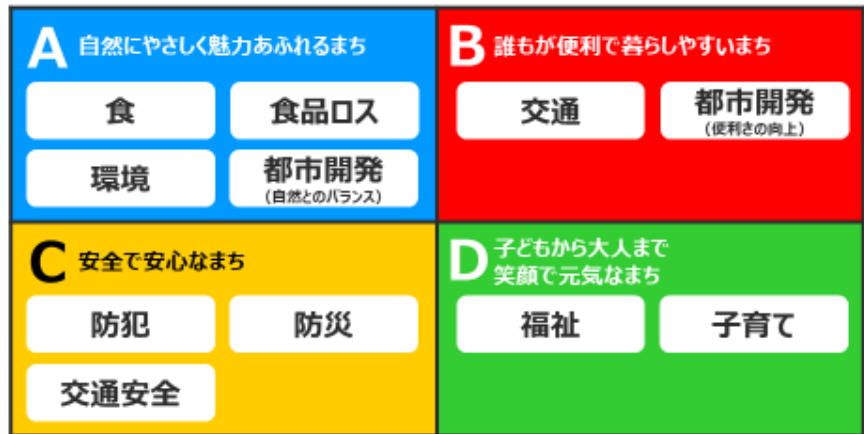 A 自然にやさしく魅力あふれるまち
食
食品ロス
環境
都市開発
(自然とのバランス)
B 誰もが便利で暮らしやすいまち
交通
都市開発
(便利さの向上)
C 安全で安心なまち
防犯
防災
交通安全
D 子どもから大人まで
笑顔で元気なまち
福祉
子育て